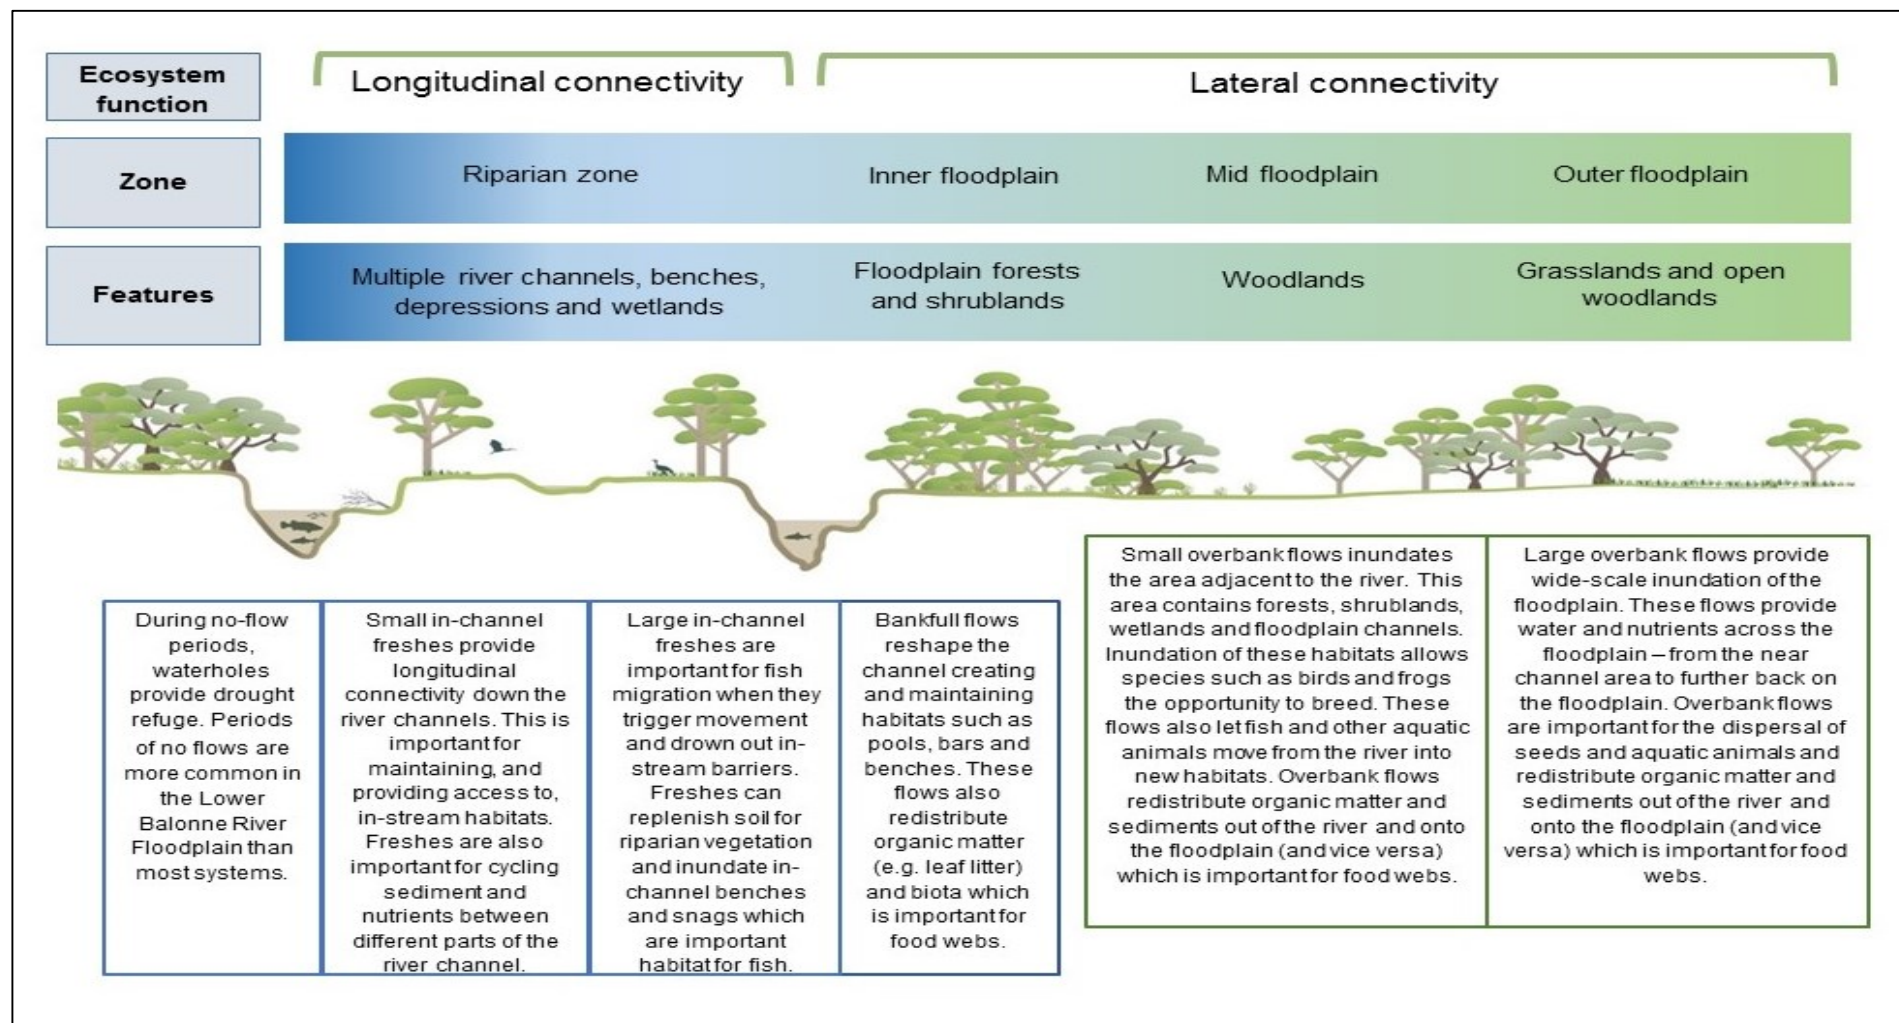 Ecosystem
function
Longitudinal connectivity
Lateral connectivity
Zone
Riparian zone
Inner floodplain
Mid floodplain
Outer floodplain
Features
Multiple river channels, benches,
depressions and wetlands
Floodplain forests
and shrublands
Woodlands
Grasslands and open
woodlands
During no-flow
periods,
waterholes
provide drought
refuge. Periods
of no flows are
more common in
the Lower
Balonne River
Floodplain than
most systems.
Small in-channel
freshes provide
longitudinal
connectivity down the
river channels. This is
important for
maintaining, and
providing access to,
in-stream habitats.
Freshes are also
important for cycling
sediment and
nutrients between
different parts of the
river channel.
Large in-channel
freshes are
important for fish
migration when they
trigger movement
and drown out in-
stream barriers.
Freshes can
replenish soil for
riparian vegetation
and inundate in-
channel benches
and snags which
are important
habitat for fish.
Bankfull flows
reshape the
channel creating
and maintaining
habitats such as
pools, bars and
benches. These
flows also
redistribute
organic matter
(e.g. leaf litter)
and biota which
is important for
food webs.
Small overbank flows inundates
the area adjacent to the river. This
area contains forests, shrublands,
wetlands and floodplain channels.
Inundation of these habitats allows
species such as birds and frogs
the opportunity to breed. These
flows also let fish and other aquatic
animals move from the river into
new habitats. Overbank flows
redistribute organic matter and
sediments out of the river and onto
the floodplain (and vice versa)
which is important for food webs.
Large overbank flows provide
wide-scale inundation of the
floodplain. These flows provide
water and nutrients across the
floodplain – from the near
channel area to further back on
the floodplain. Overbank flows
are important for the dispersal of
seeds and aquatic animals and
redistribute organic matter and
sediments out of the river and
onto the floodplain (and vice
versa) which is important for food
webs.